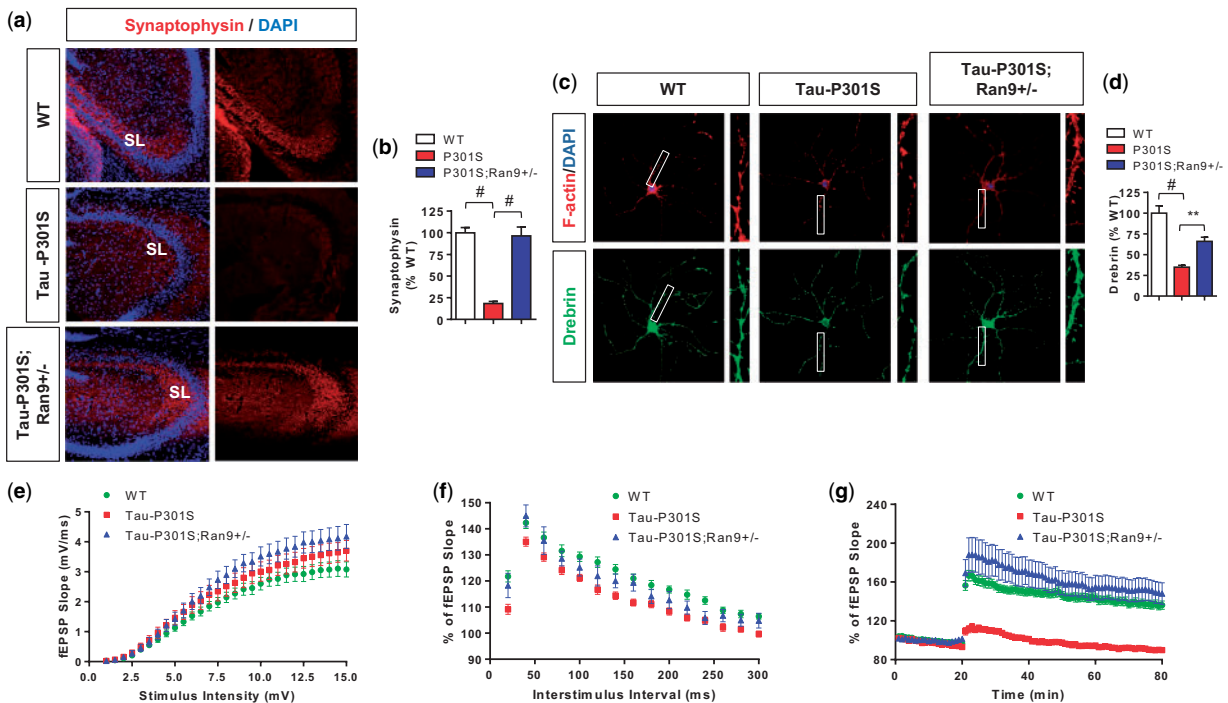 (a)
Synaptophysin / DAPI
WT
SL
Tau -P301S
SL
Tau-P301S;
Ran9+/-
SL
(b)
WT
P301S
P301S;Ran9+/-
# #
Synaptophysin
(% WT)
125
100
75
50
25
0
(c)
WT
Tau-P301S
Tau-P301S;
Ran9+/-
F-actin/DAPI
Drebrin
(d)
WT
P301S
P301S;Ran9+/-
#
**
Drebrin (% WT)
125
100
75
50
25
0
(e)
WT
Tau-P301S
Tau-P301S;Ran9+/-
fEPSP Slope (mV/ms)
5
4
3
2
1
0
0.0 2.5 5.0 7.5 10.0 12.5 15.0
Stimulus Intensity (mV)
(f)
WT
Tau-P301S
Tau-P301S;Ran9+/-
% of fEPSP Slope
150
140
130
120
110
100
90
0 50 100 150 200 250 300
Interstimulus Interval (ms)
(g)
WT
Tau-P301S
Tau-P301S;Ran9+/-
% of fEPSP Slope
240
200
160
120
80
0 20 40 60 80
Time (min)